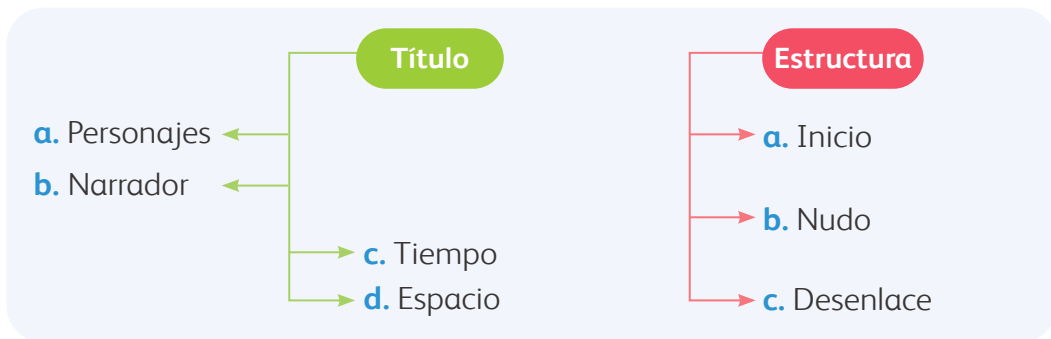 Título
a. Personajes
b. Narrador
c. Tiempo
d. Espacio
Estructura
a. Inicio
b. Nudo
c. Desenlace